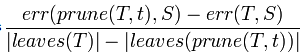 err(prune(T,t),S) − err(T,S)
|leaves(T)| − |leaves(prune(T,t))|